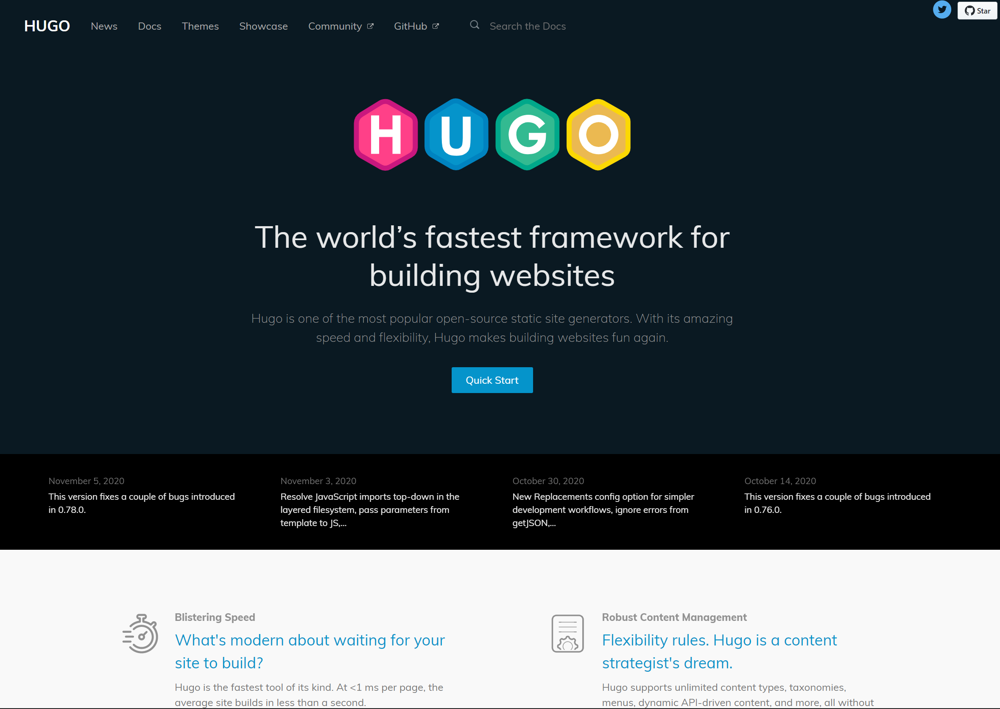 HUGO News Docs Themes Showcase Community GitHub Search the Docs Star
HUGO
The world’s fastest framework for
building websites
Hugo is one of the most popular open-source static site generators. With its amazing
speed and flexibility, Hugo makes building websites fun again.
Quick Start
November 5, 2020
This version fixes a couple of bugs introduced
in 0.78.0.
November 3, 2020
Resolve JavaScript imports top-down in the
layered filesystem, pass parameters from
template to JS,...
October 30, 2020
New Replacements config option for simpler
development workflows, ignore errors from
getJSON,...
October 14, 2020
This version fixes a couple of bugs introduced
in 0.76.0.
Blistering Speed
What's modern about waiting for your
site to build?
Hugo is the fastest tool of its kind. At <1 ms per page, the
average site builds in less than a second.
Robust Content Management
Flexibility rules. Hugo is a content
strategist's dream.
Hugo supports unlimited content types, taxonomies,
menus, dynamic API-driven content, and more, all without